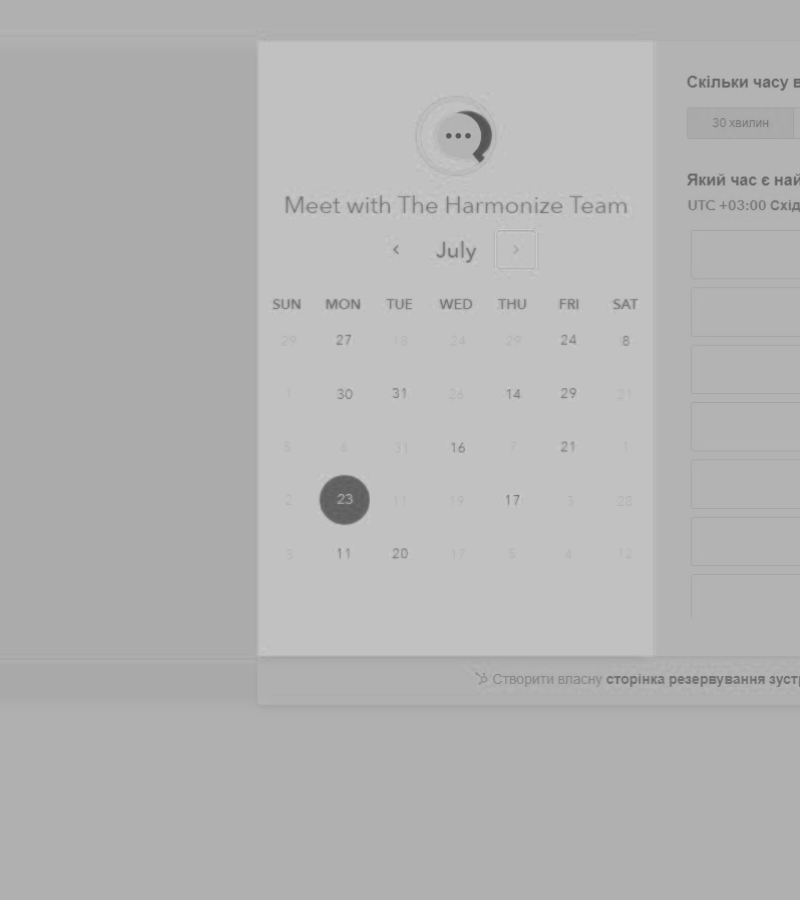 Скільки часу в
30 хвилин
Meet with The Harmonize Team
Який час є най
UTC +03:00 Схід
July
SUN MON TUE WED THU FRI SAT
29 27 18 24 29 24 8
1 30 31 26 14 29 21
5 6 31 16 7 21 1
2 23 11 19 17 3 28
3 11 20 17 5 4 12
Створити власну сторінка резервування зуст